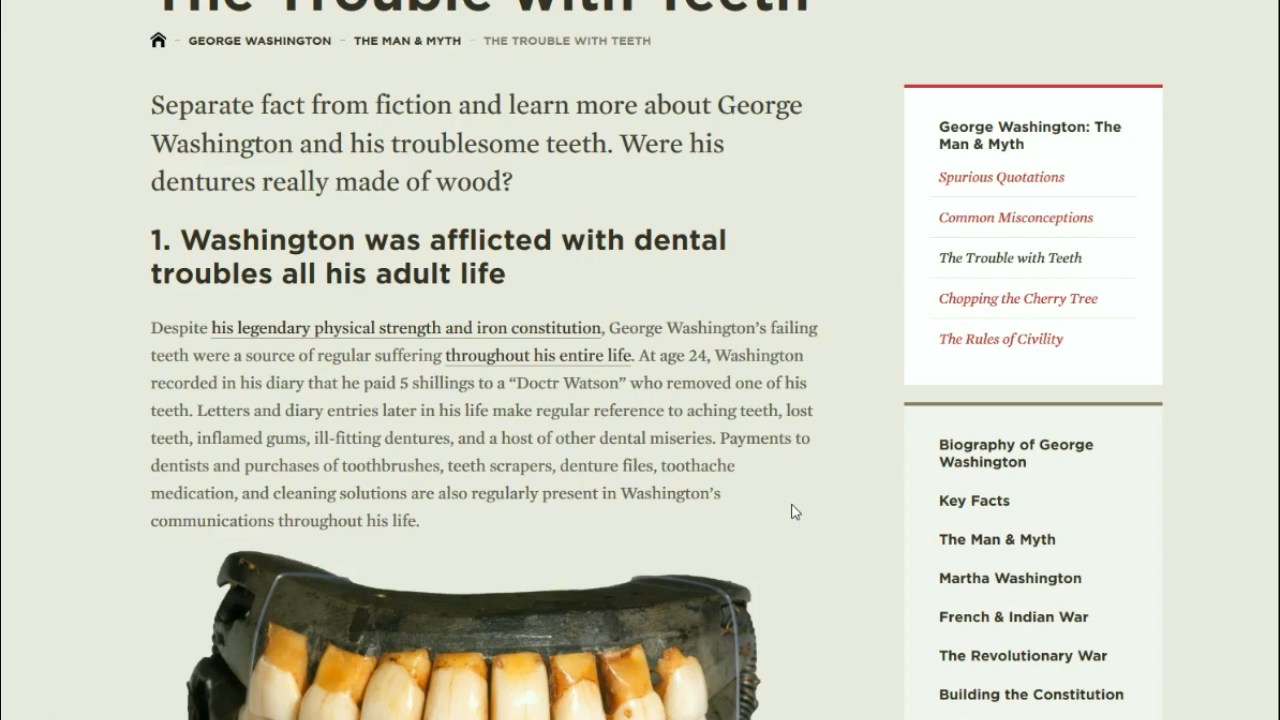 The Trouble with Teeth
GEORGE WASHINGTON – THE MAN & MYTH – THE TROUBLE WITH TEETH
Separate fact from fiction and learn more about George
Washington and his troublesome teeth. Were his
dentures really made of wood?
1. Washington was afflicted with dental
troubles all his adult life
Despite his legendary physical strength and iron constitution, George Washington’s failing
teeth were a source of regular suffering throughout his entire life. At age 24, Washington
recorded in his diary that he paid 5 shillings to a “Doctr Watson” who removed one of his
teeth. Letters and diary entries later in his life make regular reference to aching teeth, lost
teeth, inflamed gums, ill-fitting dentures, and a host of other dental miseries. Payments to
dentists and purchases of toothbrushes, teeth scrapers, denture files, toothache
medication, and cleaning solutions are also regularly present in Washington’s
communications throughout his life.
George Washington: The
Man & Myth
Spurious Quotations
Common Misconceptions
The Trouble with Teeth
Chopping the Cherry Tree
The Rules of Civility
Biography of George
Washington
Key Facts
The Man & Myth
Martha Washington
French & Indian War
The Revolutionary War
Building the Constitution